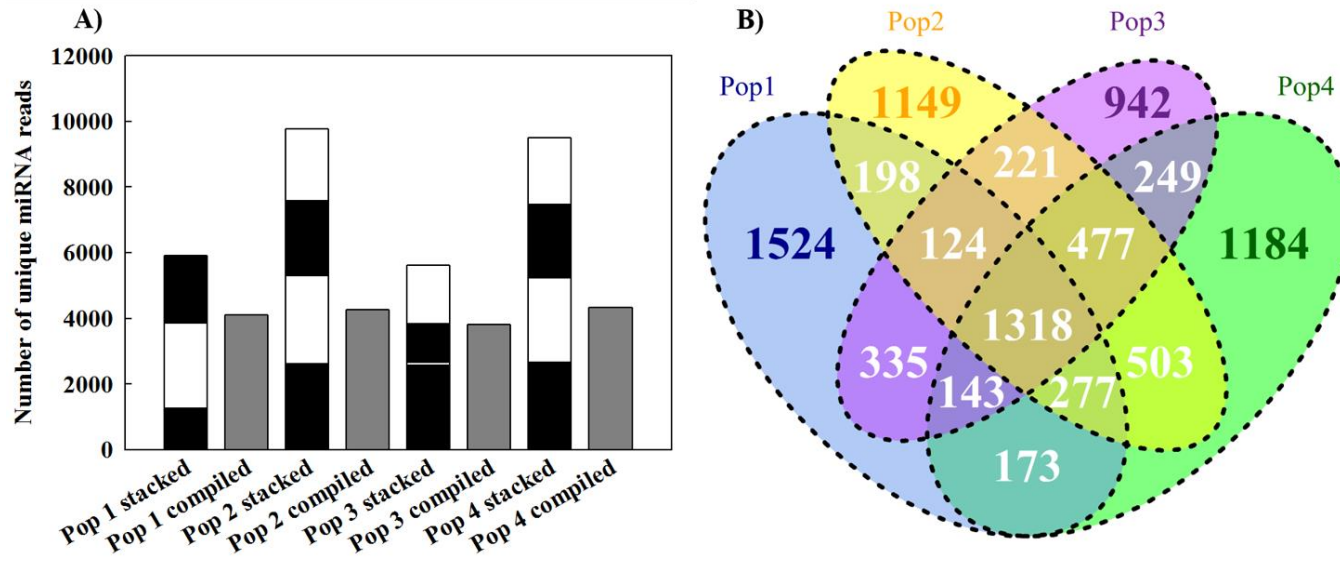 A)
Number of unique miRNA reads
12000
10000
8000
6000
4000
2000
0
Pop 1 stacked
Pop 1 compiled
Pop 2 stacked
Pop 2 compiled
Pop 3 stacked
Pop 3 compiled
Pop 4 stacked
Pop 4 compiled
B)
Pop2
Pop3
Pop1
Pop4
1149
942
198
221
249
1524
124
477
1184
1318
335
503
143
277
173